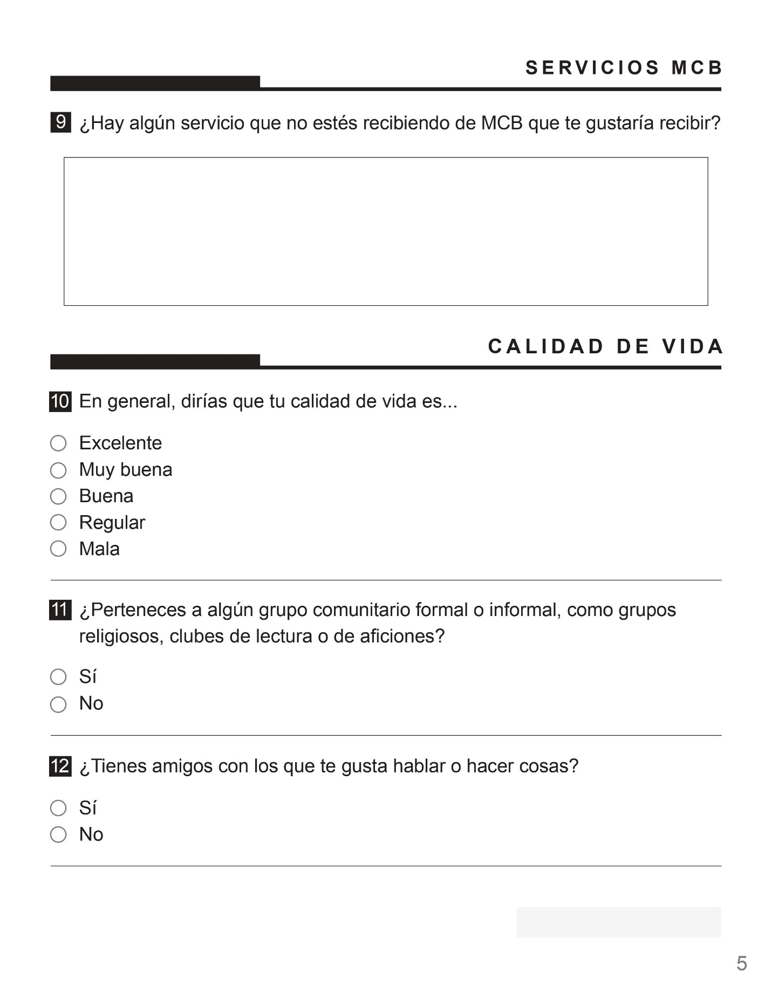 SERVICIOS MCB
9 ¿Hay algún servicio que no estés recibiendo de MCB que te gustaría recibir?
CALIDAD DE VIDA
10 En general, dirías que tu calidad de vida es...
Excelente
Muy buena
Buena
Regular
Mala
11 ¿Perteneces a algún grupo comunitario formal o informal, como grupos
religiosos, clubes de lectura o de aficiones?
Sí
No
12 ¿Tienes amigos con los que te gusta hablar o hacer cosas?
Sí
No
5